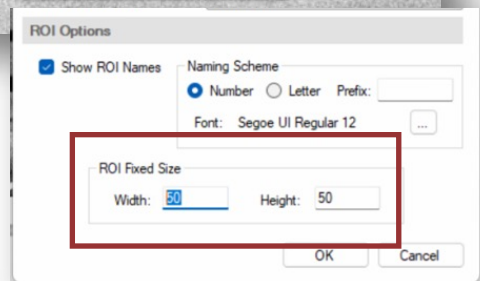 ROI Options
Show ROI Names
Naming Scheme
Number Letter Prefix:
Font: Segoe UI Regular 12 ...
ROI Fixed Size
Width: 50 Height: 50
OK Cancel